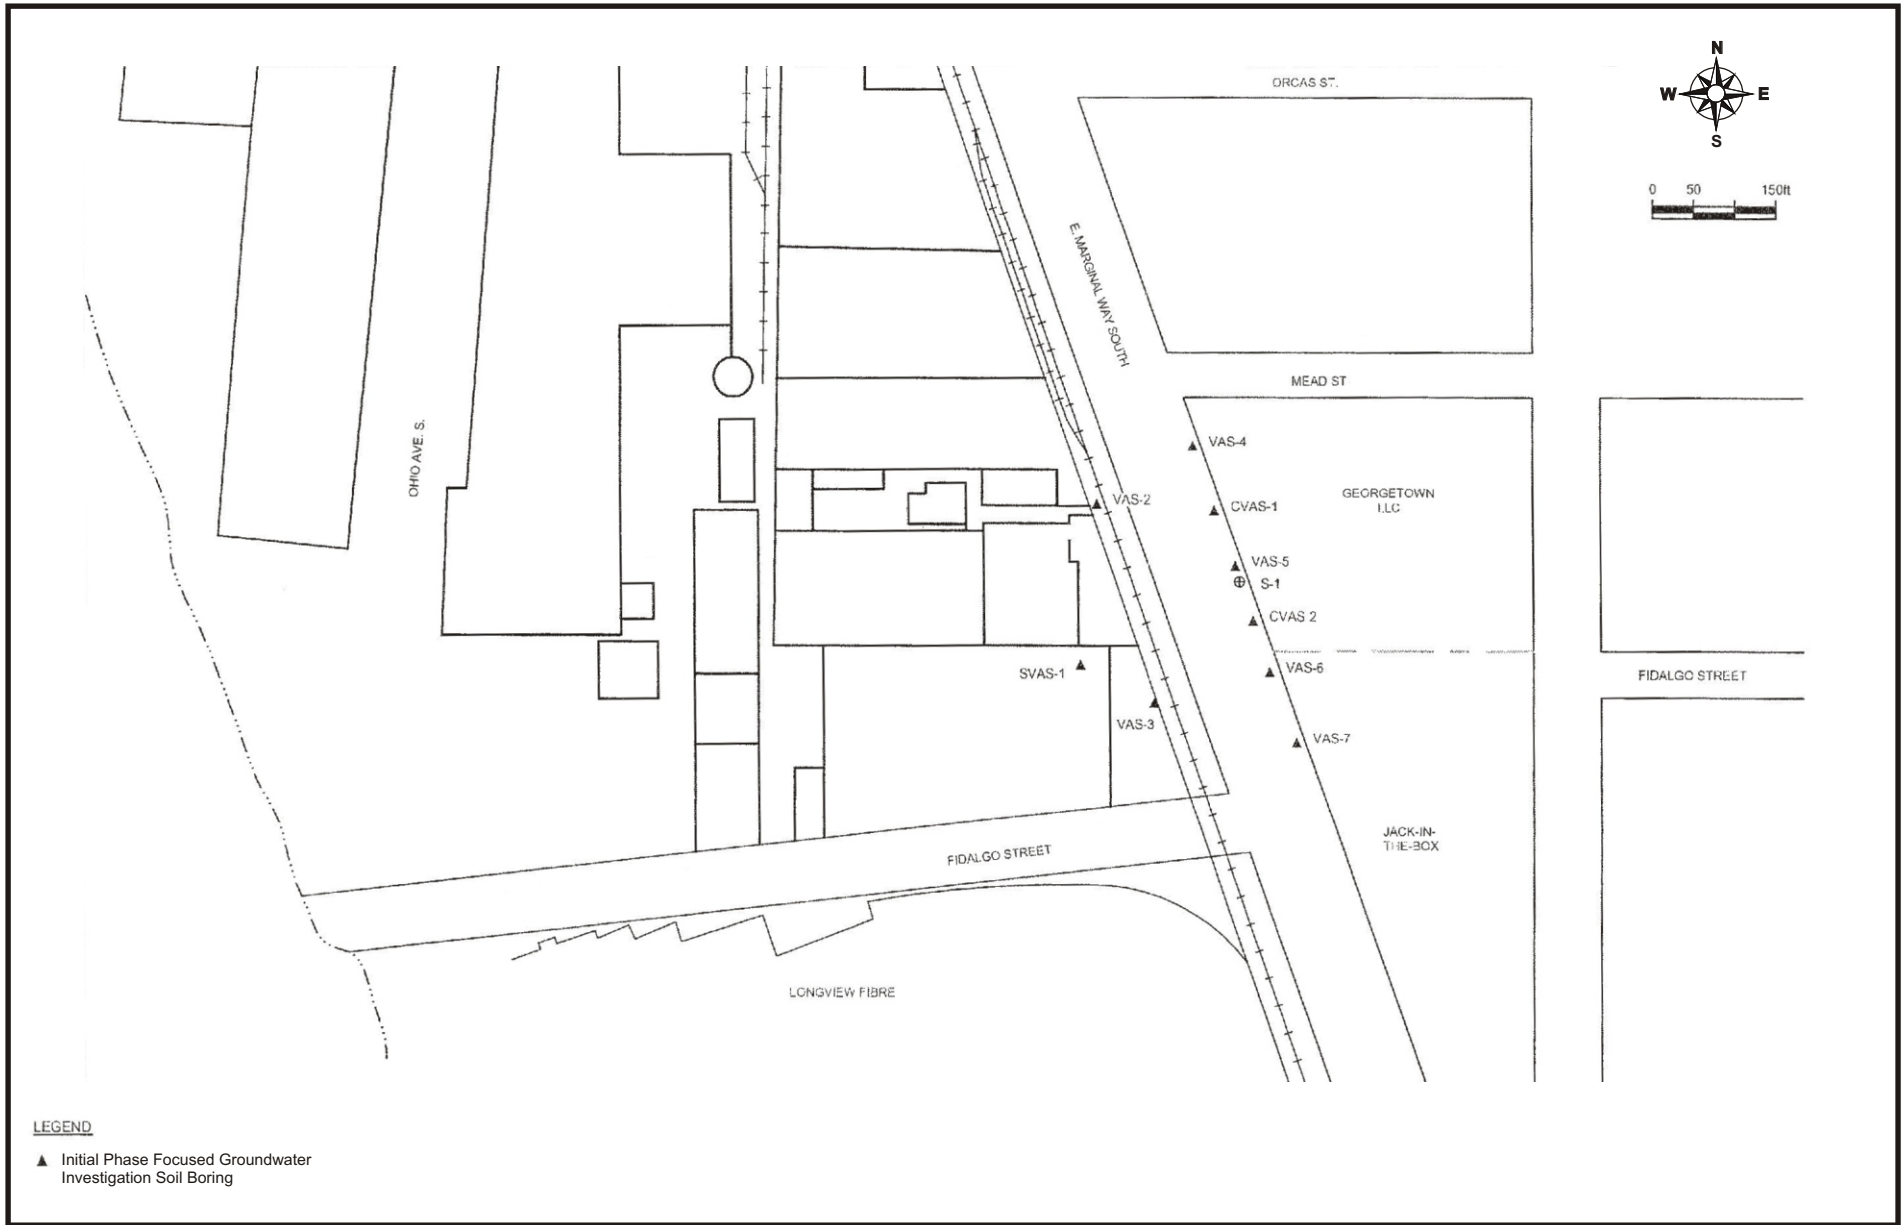 N
ORCAS ST.
W E
S
0 50 150ft
E. MARGINAL WAY SOUTH
MEAD ST
OHIO AVE. S.
VAS-4
GEORGETOWN
LLC
VAS-2
CVAS-1
VAS-5
S-1
CVAS 2
SVAS-1
VAS-6
FIDALGO STREET
VAS-3
VAS-7
JACK-IN-
THE-BOX
FIDALGO STREET
LONGVIEW FIBRE
LEGEND
Initial Phase Focused Groundwater
Investigation Soil Boring